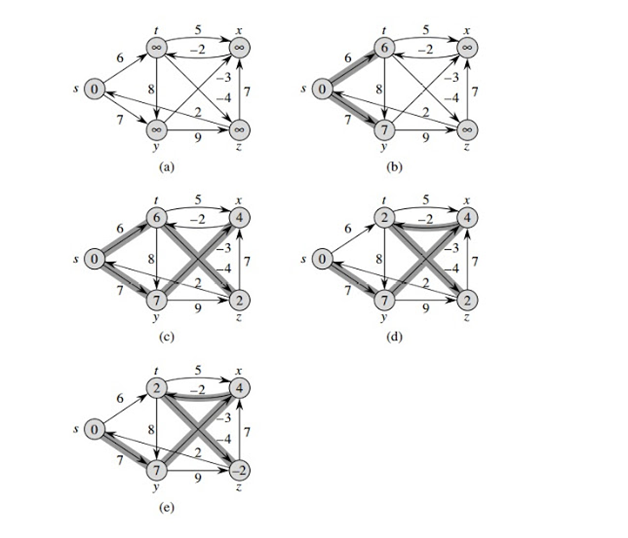 t 5 x
∞ –2 ∞
6
–3
s 0 8 –4 7
2
7
∞ 9 ∞
y z
(a)
t 5 x
6 –2 ∞
6
–3
s 0 8 –4 7
2
7
7 9 ∞
y z
(b)
t 5 x
6 –2 4
6
–3
s 0 8 –4 7
2
7
7 9 2
y z
(c)
t 5 x
2 –2 4
6
–3
s 0 8 –4 7
2
7
7 9 2
y z
(d)
t 5 x
2 –2 4
6
–3
s 0 8 –4 7
2
7
7 9 –2
y z
(e)